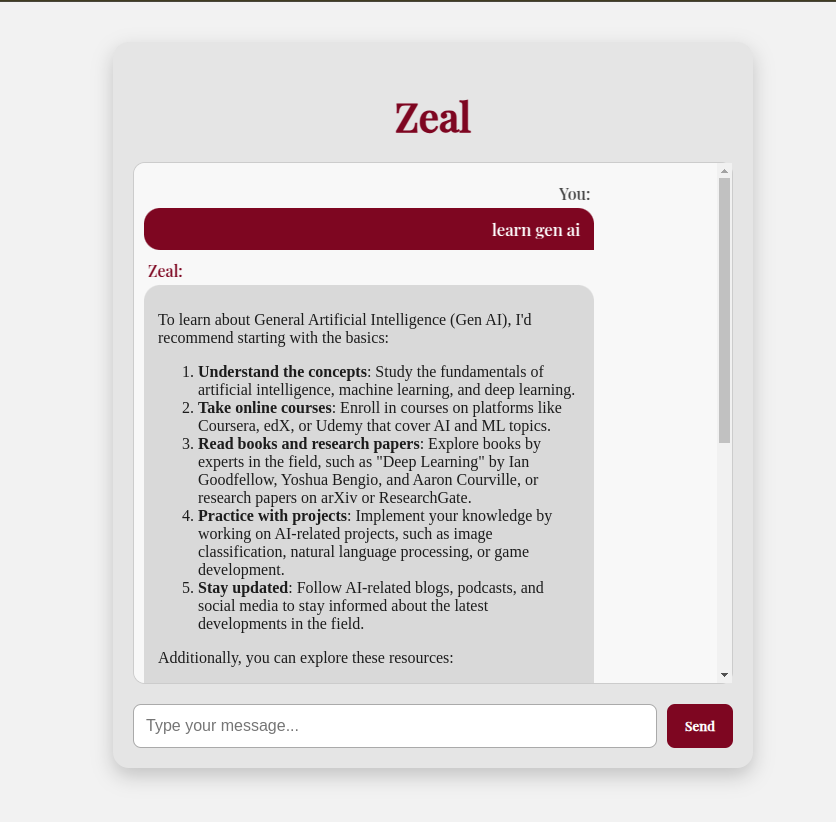 Zeal
You:
learn gen ai
Zeal:
To learn about General Artificial Intelligence (Gen AI), I'd
recommend starting with the basics:
1. Understand the concepts: Study the fundamentals of
artificial intelligence, machine learning, and deep learning.
2. Take online courses: Enroll in courses on platforms like
Coursera, edX, or Udemy that cover AI and ML topics.
3. Read books and research papers: Explore books by
experts in the field, such as "Deep Learning" by Ian
Goodfellow, Yoshua Bengio, and Aaron Courville, or
research papers on arXiv or ResearchGate.
4. Practice with projects: Implement your knowledge by
working on AI-related projects, such as image
classification, natural language processing, or game
development.
5. Stay updated: Follow AI-related blogs, podcasts, and
social media to stay informed about the latest
developments in the field.
Additionally, you can explore these resources:
Type your message...
Send